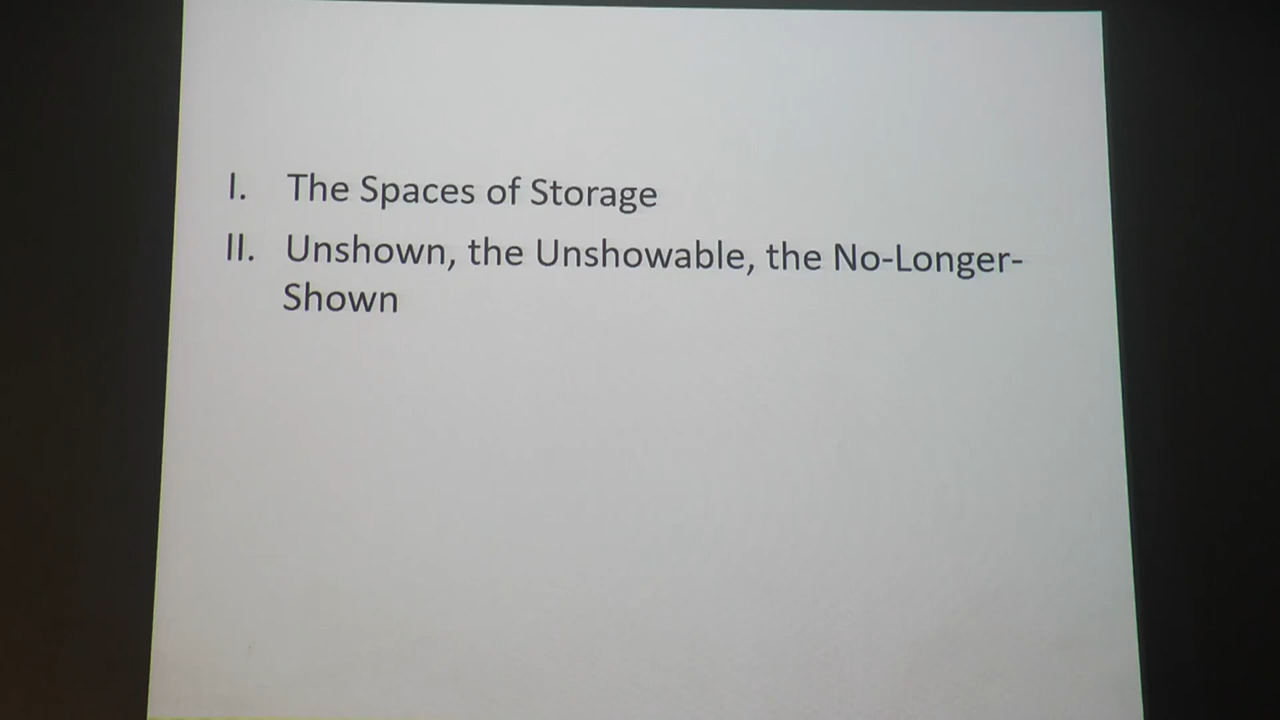 I. The Spaces of Storage
II. Unshown, the Unshowable, the No-Longer-
Shown